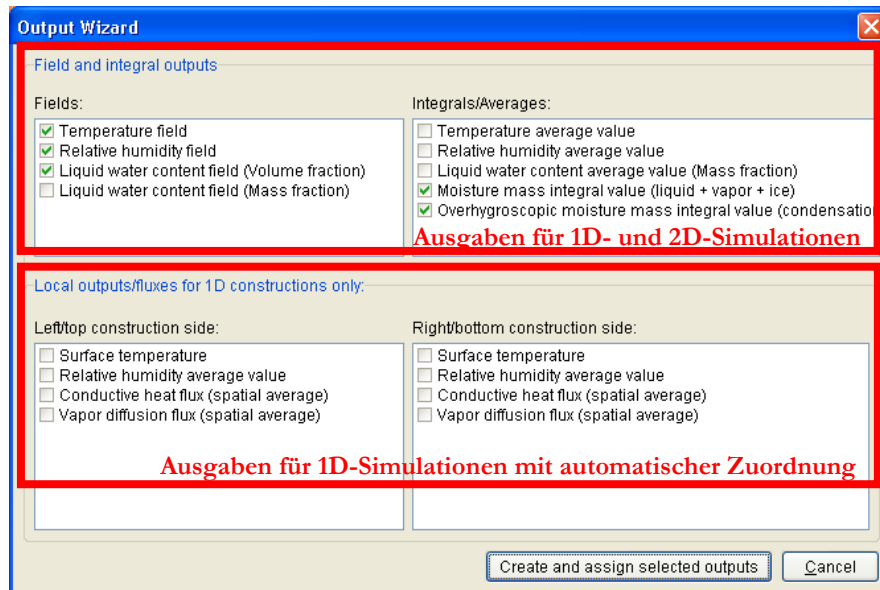 Output Wizard
Field and integral outputs
Fields:
Temperature field
Relative humidity field
Liquid water content field (Volume fraction)
Liquid water content field (Mass fraction)
Integrals/Averages:
Temperature average value
Relative humidity average value
Liquid water content average value (Mass fraction)
Moisture mass integral value (liquid + vapor + ice)
Overhygroscopic moisture mass integral value (condensatio
Ausgaben für 1D- und 2D-Simulationen
Local outputs/fluxes for 1D constructions only:
Left/top construction side:
Surface temperature
Relative humidity average value
Conductive heat flux (spatial average)
Vapor diffusion flux (spatial average)
Right/bottom construction side:
Surface temperature
Relative humidity average value
Conductive heat flux (spatial average)
Vapor diffusion flux (spatial average)
Ausgaben für 1D-Simulationen mit automatischer Zuordnung
Create and assign selected outputs
Cancel